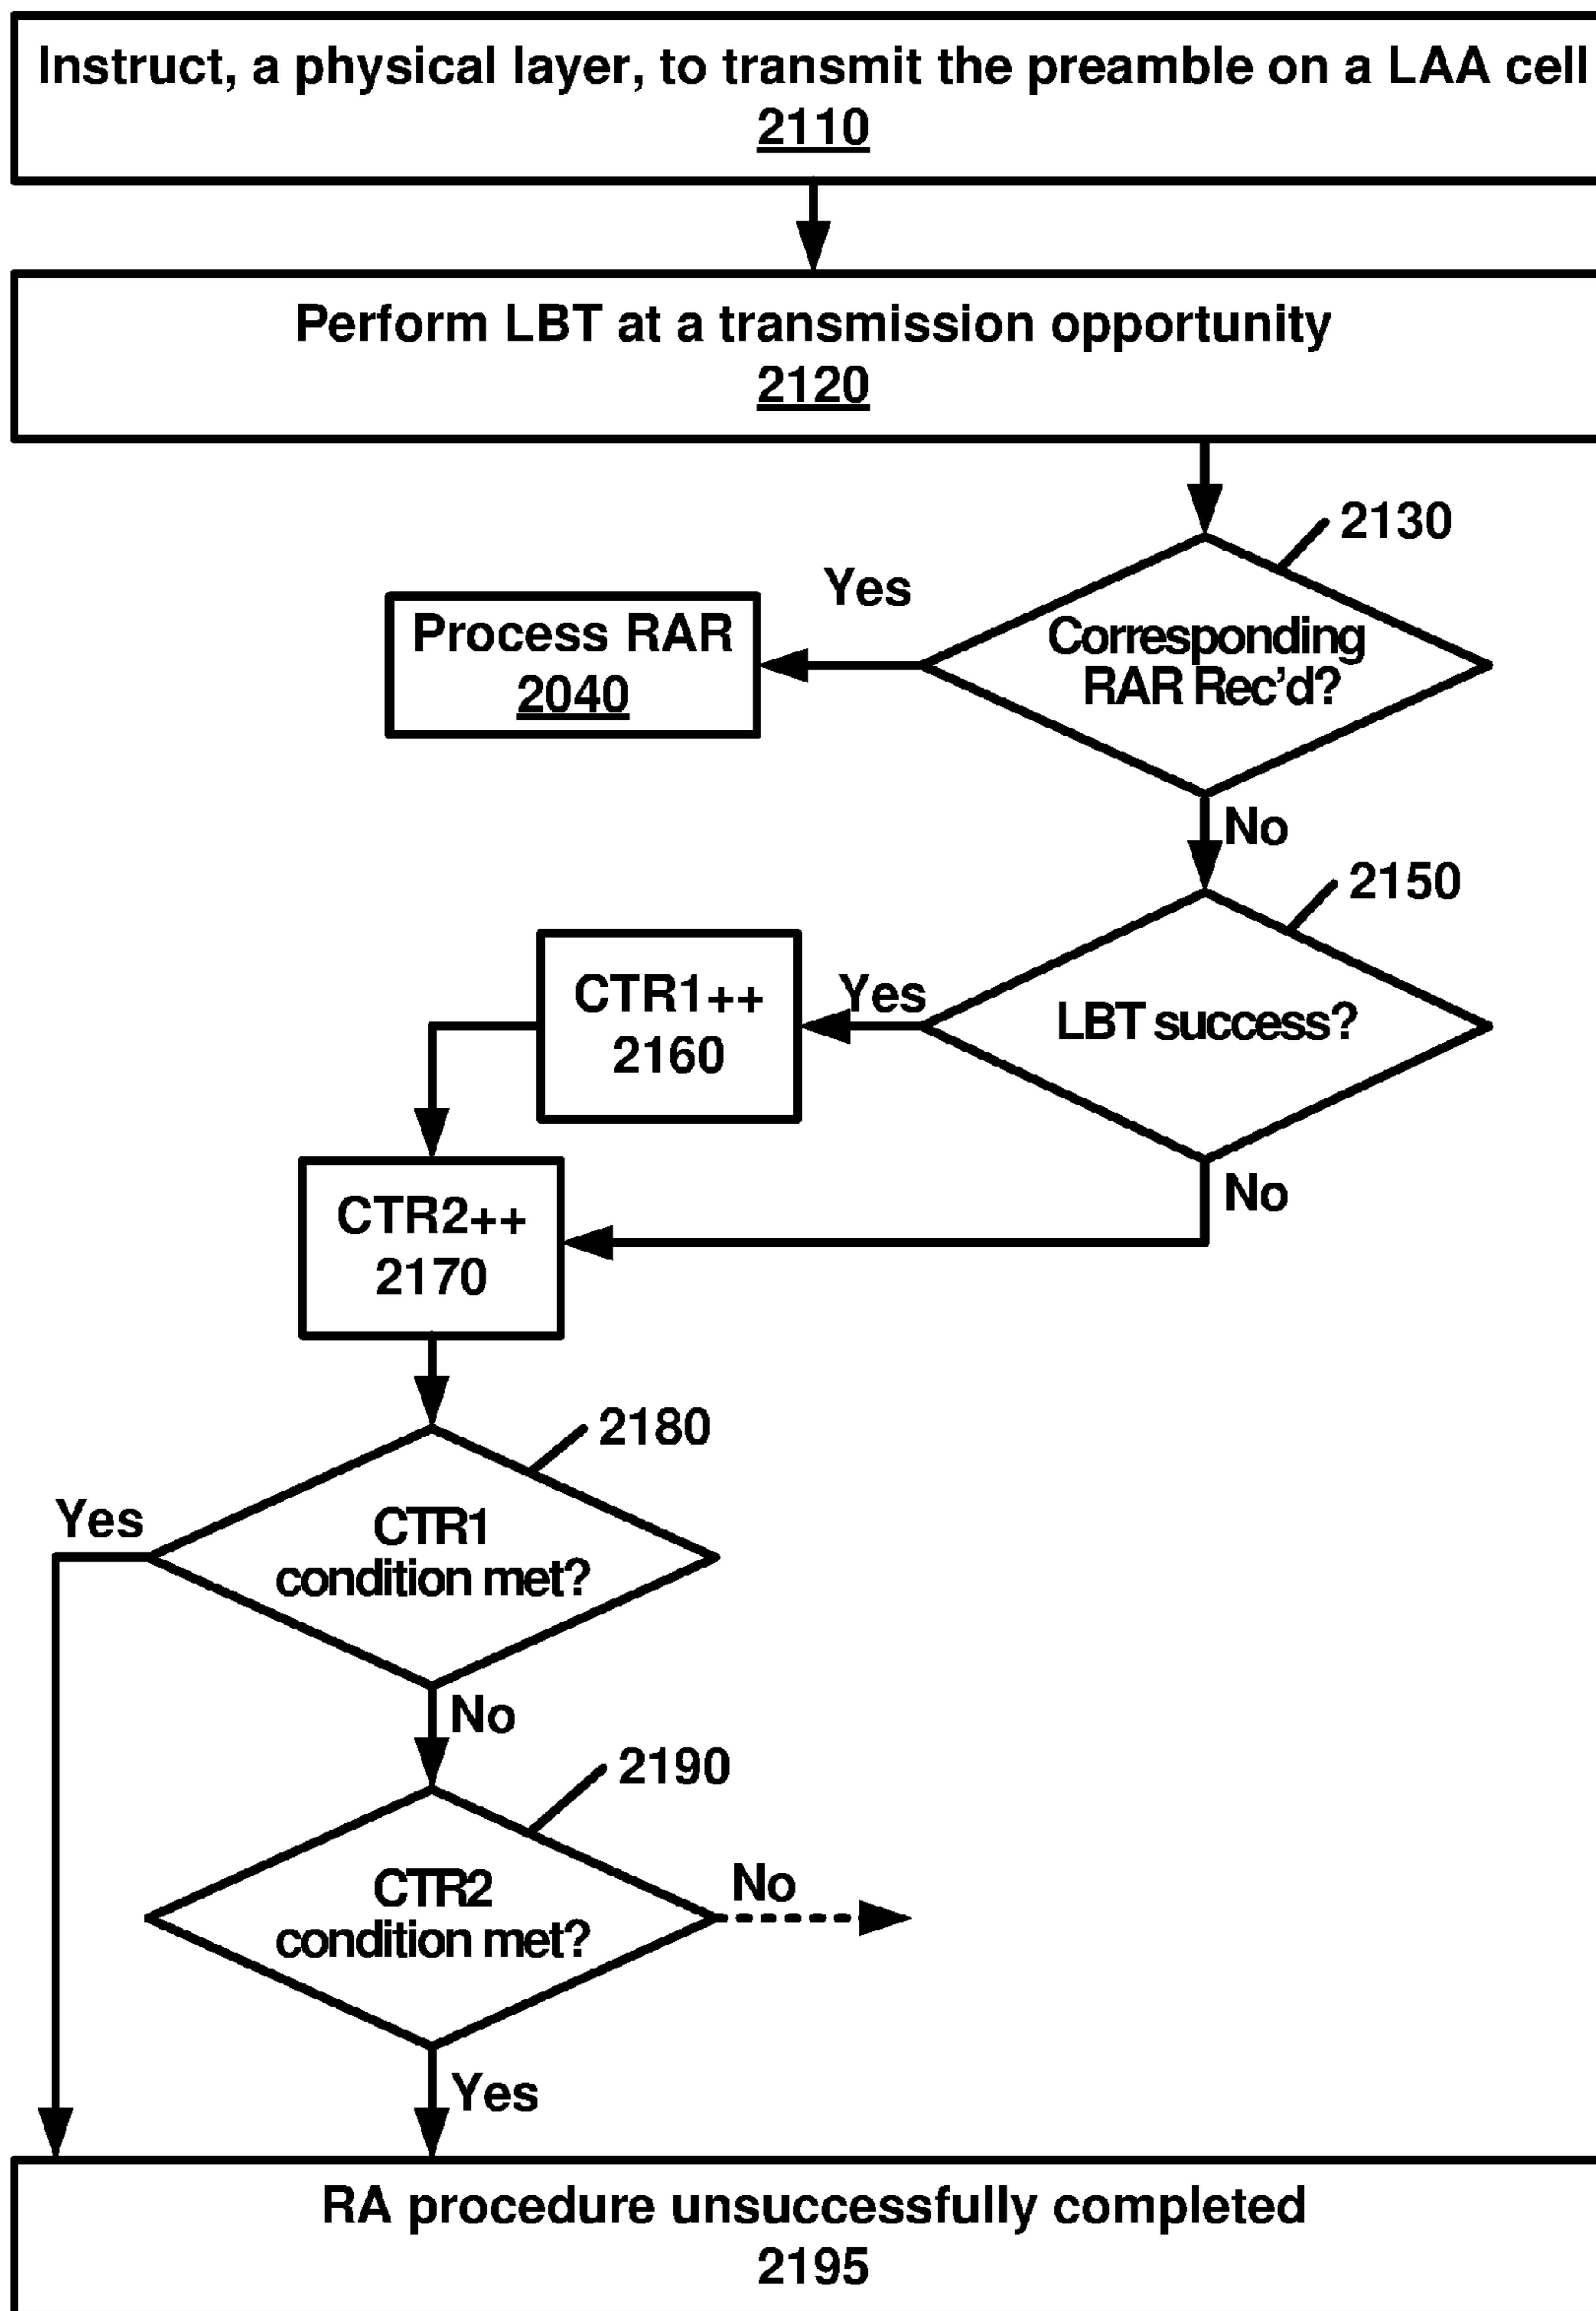 Instruct, a physical layer, to transmit the preamble on a LAA cell
2110
Perform LBT at a transmission opportunity
2120
2130
Yes
Process RAR
2040
Corresponding
RAR Rec'd?
No
2150
CTR1++
2160
Yes
LBT success?
No
CTR2++
2170
2180
Yes
CTR1
condition met?
No
2190
CTR2
condition met?
No
Yes
RA procedure unsuccessfully completed
2195